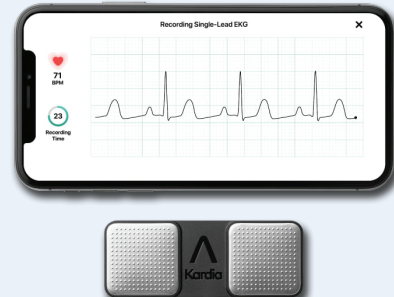 Recording Single-Lead EKG
71
BPM
23
Recording
Time
Kardia